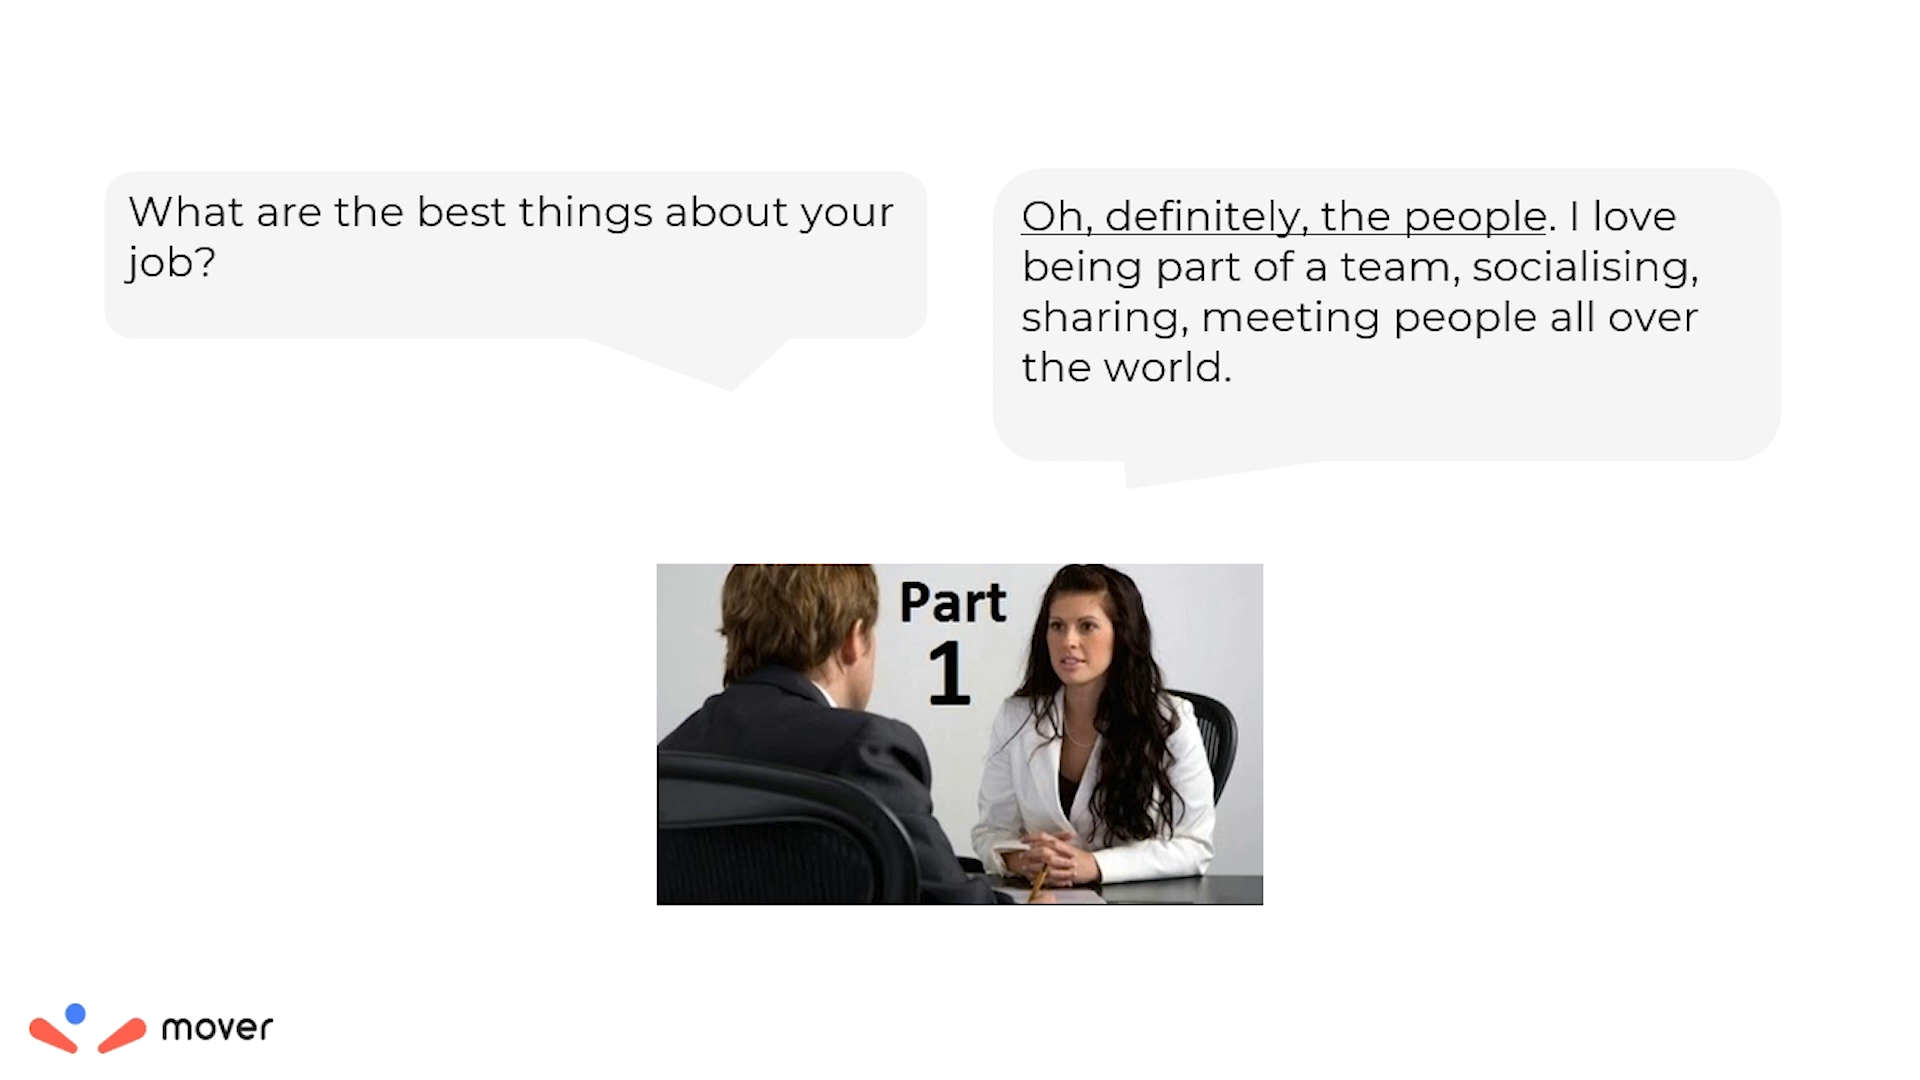 What are the best things about your
job?
Oh, definitely, the people. I love
being part of a team, socialising,
sharing, meeting people all over
the world.
Part
1
mover